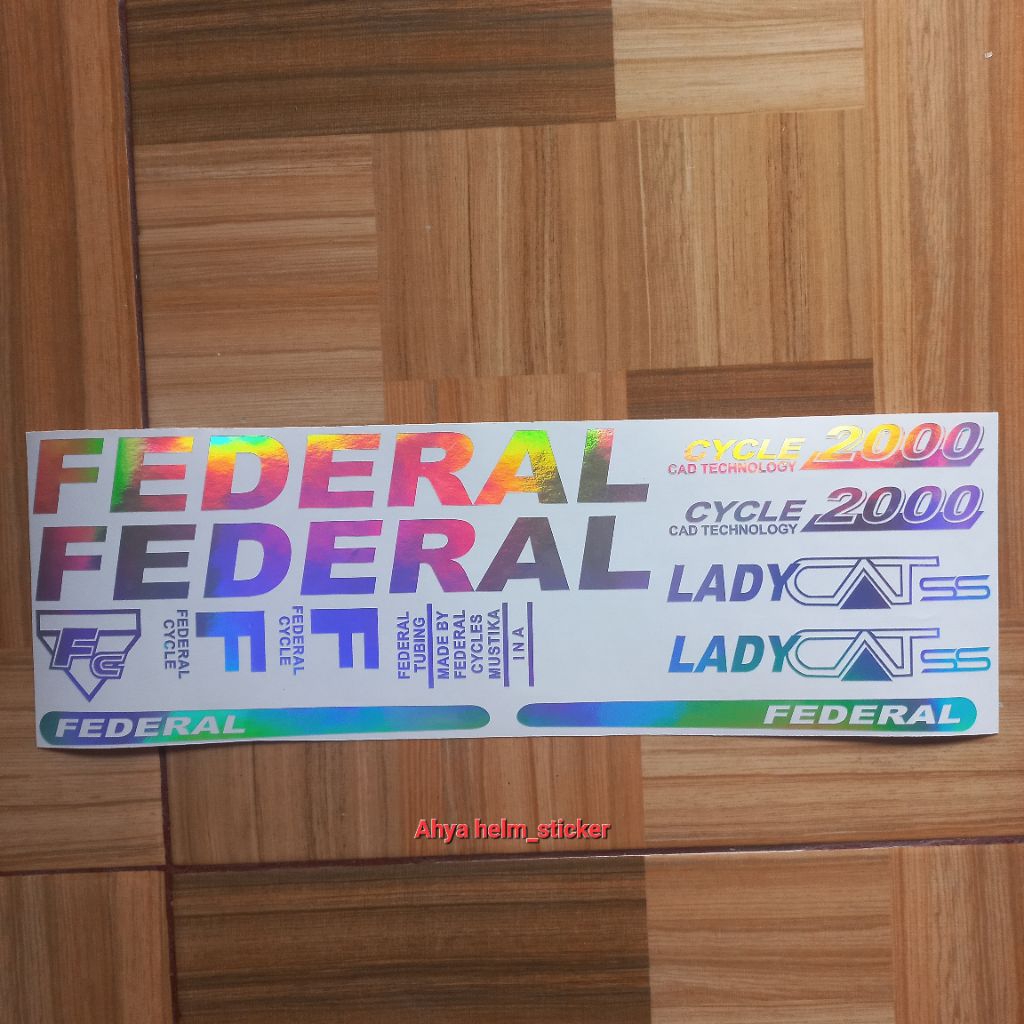 FEDERAL
FEDERAL
CYCLE 2000
CAD TECHNOLOGY
CYCLE 2000
CAD TECHNOLOGY
LADY CAT SS
LADY CAT SS
FC
FEDERAL
CYCLE
F
FEDERAL
CYCLE
F
FEDERAL
TUBING
MADE BY
FEDERAL
CYCLES
MUSTIKA
INA
FEDERAL
FEDERAL
Ahya helm_sticker